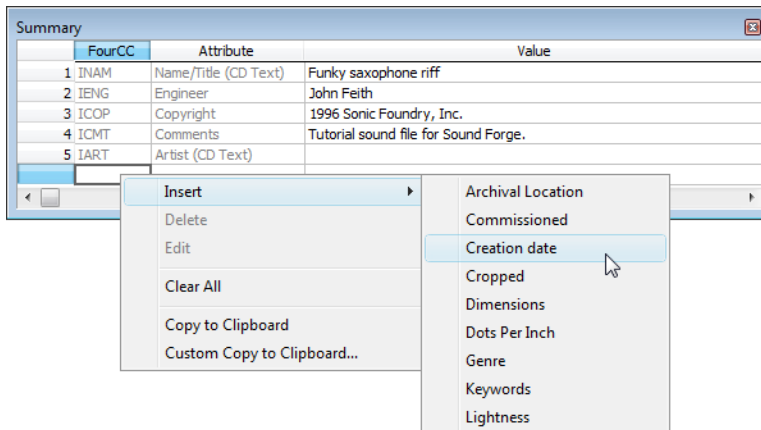 Summary
FourCC Attribute Value
1 INAM Name/Title (CD Text) Funky saxophone riff
2 IENG Engineer John Feith
3 ICOP Copyright 1996 Sonic Foundry, Inc.
4 ICMT Comments Tutorial sound file for Sound Forge.
5 IART Artist (CD Text)
Insert
Delete
Edit
Clear All
Copy to Clipboard
Custom Copy to Clipboard...
Archival Location
Commissioned
Creation date
Cropped
Dimensions
Dots Per Inch
Genre
Keywords
Lightness